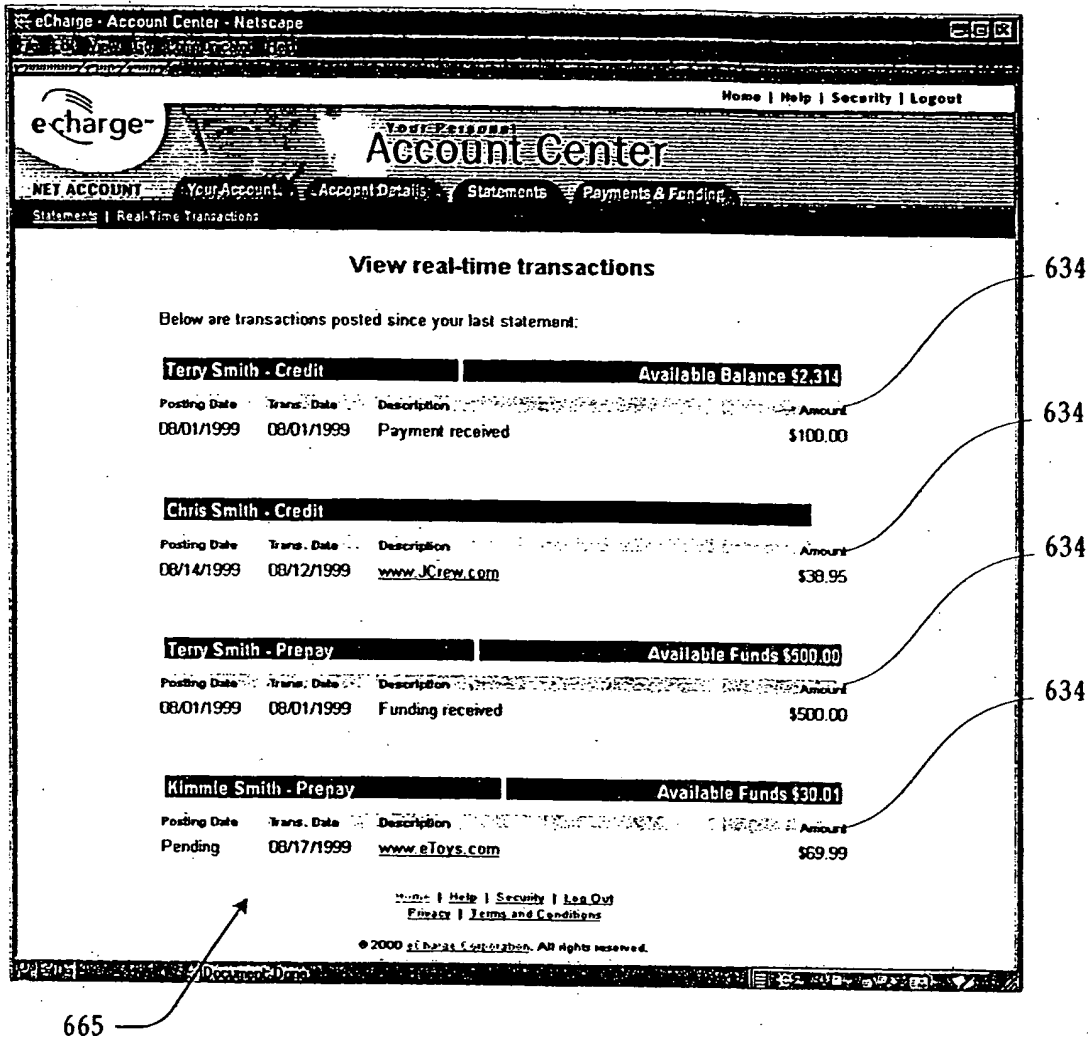 eCharge - Account Center - Netscape
Home | Help | Security | Logout
echarge
Your Personal
Account Center
NET ACCOUNT Your Account Account Details Statements Payments & Funding
Statements | Real-Time Transactions
View real-time transactions
634
Below are transactions posted since your last statement:
Terry Smith - Credit Available Balance $2,314
Posting Date Trans. Date Description Amount
634
08/01/1999 08/01/1999 Payment received $100.00
Chris Smith - Credit
Posting Date Trans. Date Description Amount
634
08/14/1999 08/12/1999 www.JCrew.com $38.95
Terry Smith - Prepay Available Funds $500.00
Posting Date Trans. Date Description Amount
634
08/01/1999 08/01/1999 Funding received $500.00
Kimmie Smith - Prepay Available Funds $30.01
Posting Date Trans. Date Description Amount
Pending 08/17/1999 www.eToys.com $69.99
Home | Help | Security | Log Out
Privacy | Terms and Conditions
© 2000 eCharge Corporation. All rights reserved.
Document: Done
665